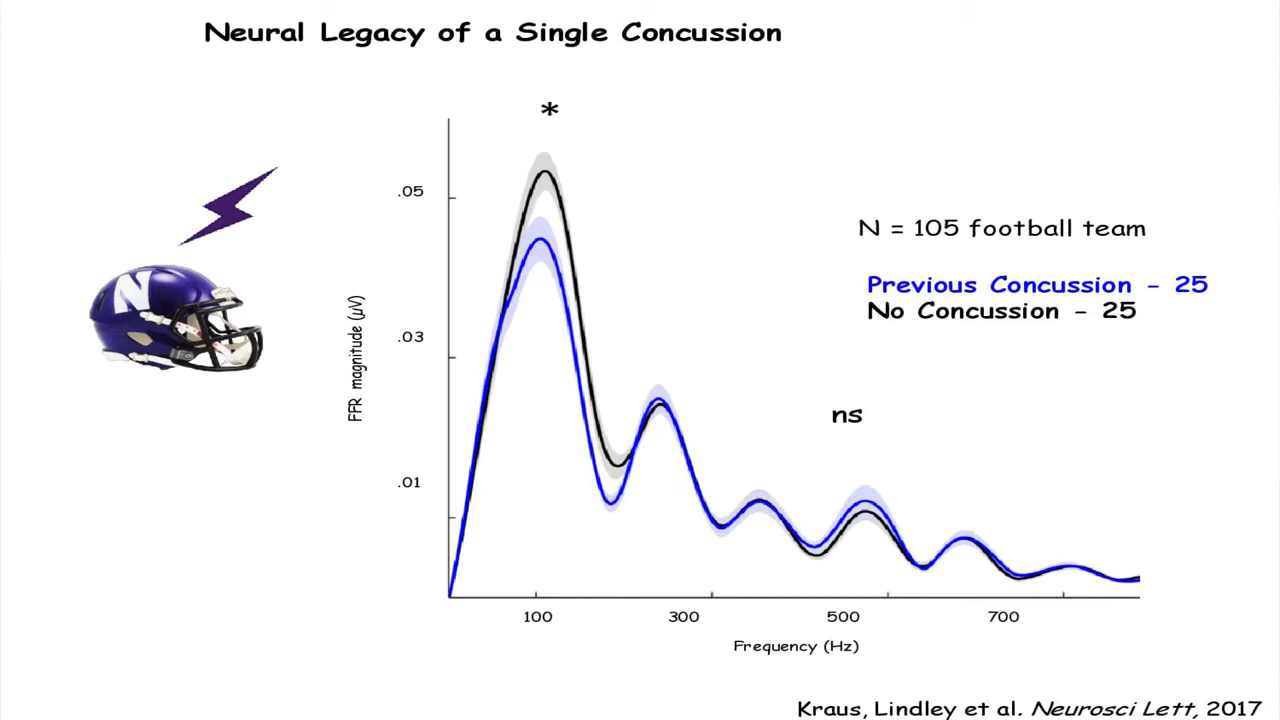 Neural Legacy of a Single Concussion
*
.05
.03
.01
FFR magnitude (µV)
N
N = 105 football team
Previous Concussion - 25
No Concussion - 25
ns
100 300 500 700
Frequency (Hz)
Kraus, Lindley et al. Neurosci Lett, 2017